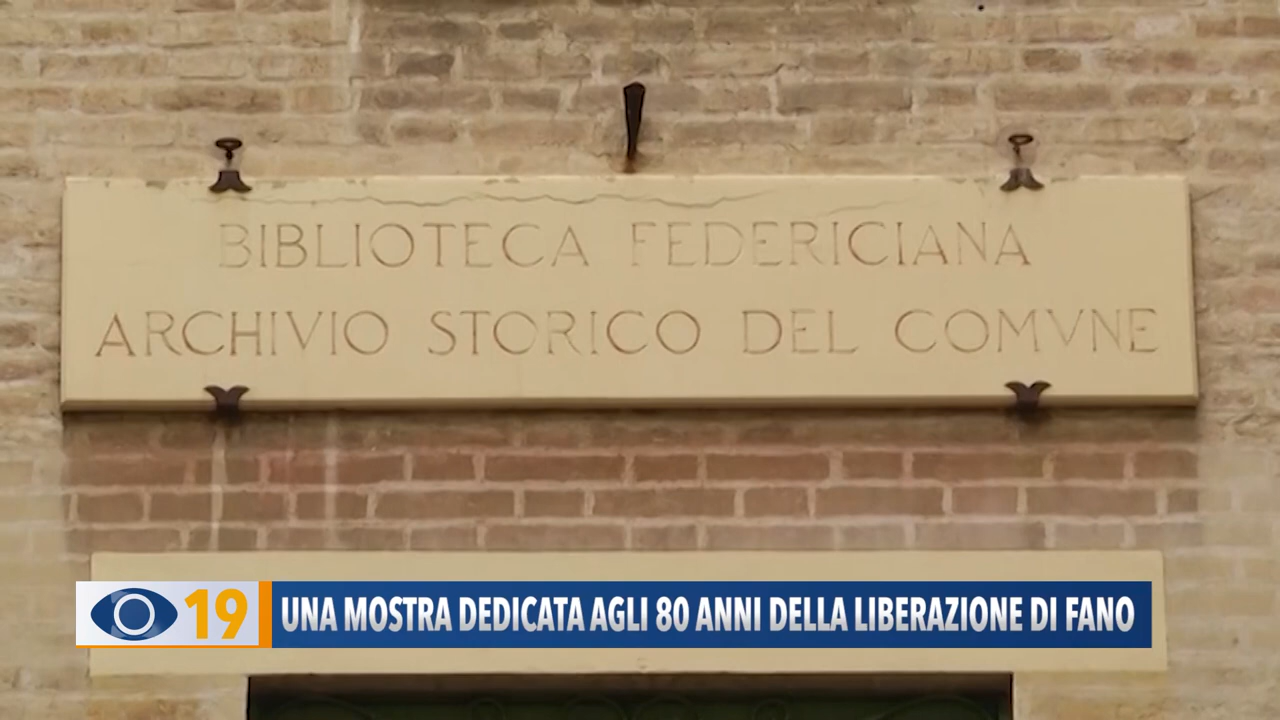 BIBLIOTECA FEDERICIANA
ARCHIVIO STORICO DEL COMVNE
19 UNA MOSTRA DEDICATA AGLI 80 ANNI DELLA LIBERAZIONE DI FANO